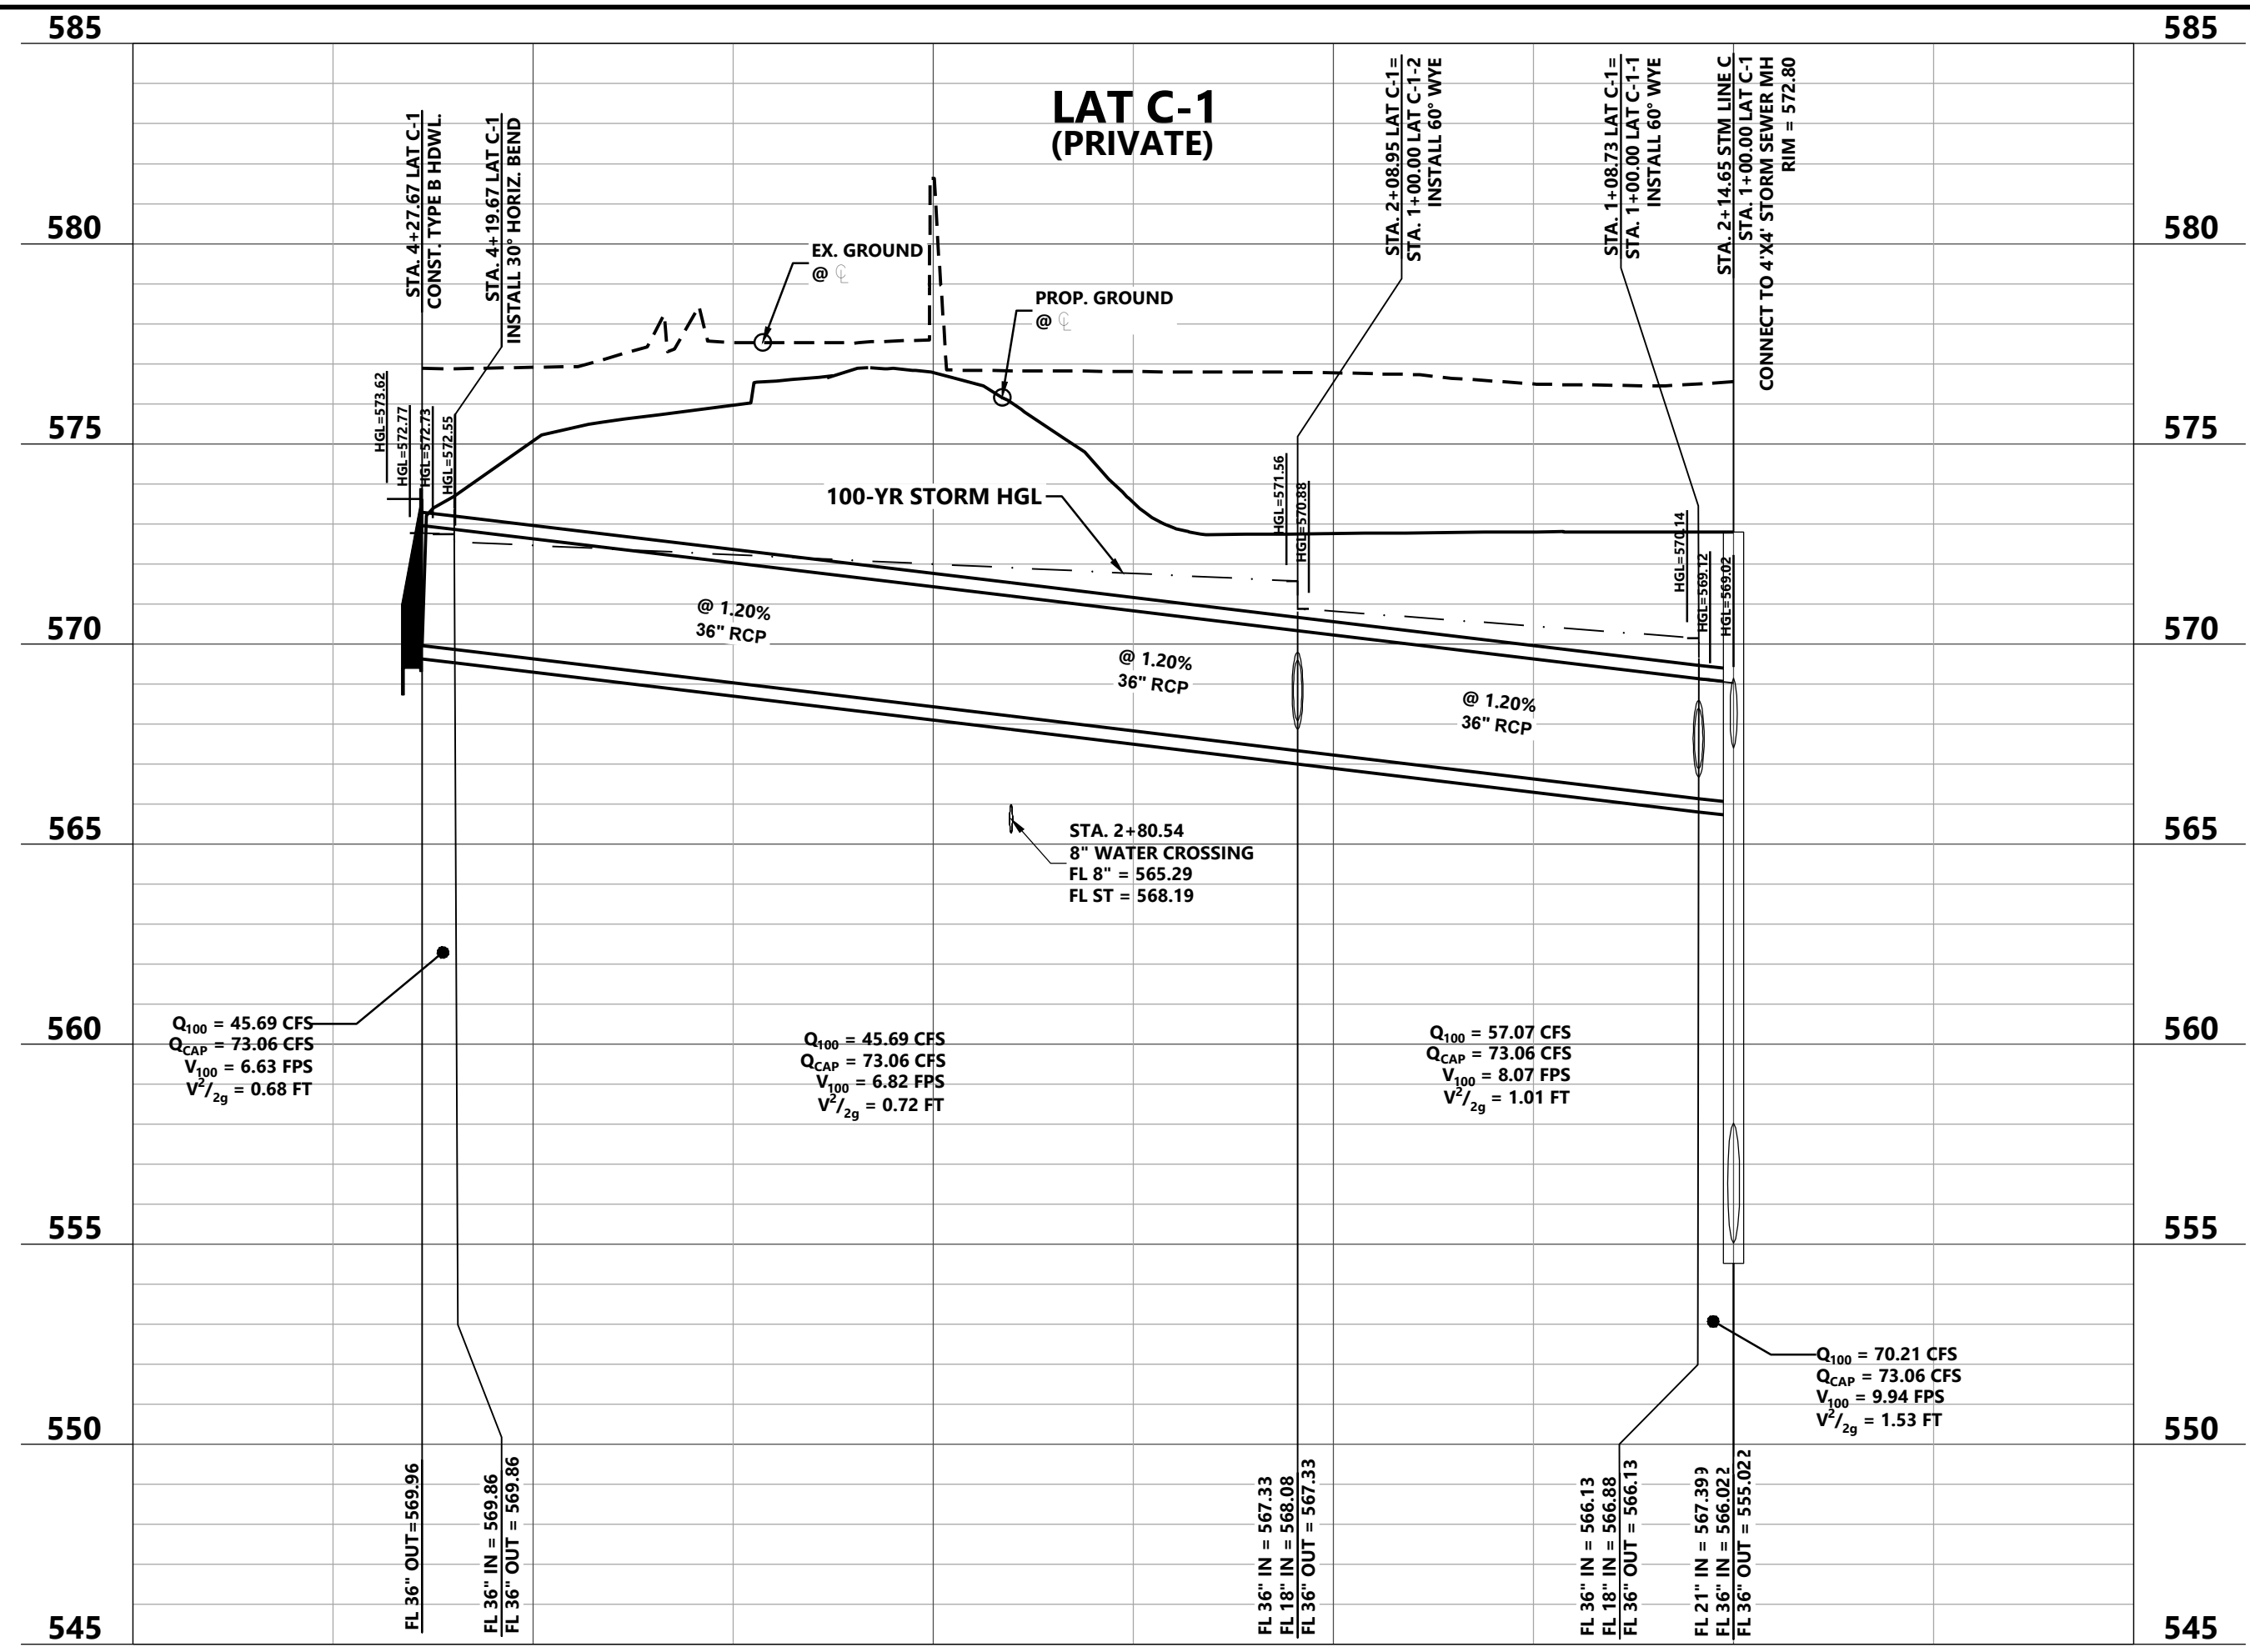 585
585
LAT C-1
(PRIVATE)
STA. 4+27.67 LAT C-1
CONST. TYPE B HDWL.
STA. 4+19.67 LAT C-1
INSTALL 30° HORIZ. BEND
STA. 2+08.95 LAT C-1=
STA. 1+00.00 LAT C-1-2
INSTALL 60° WYE
STA. 1+08.73 LAT C-1=
STA. 1+00.00 LAT C-1-1
INSTALL 60° WYE
STA. 2+14.65 STM LINE C
STA. 1+00.00 LAT C-1
CONNECT TO 4'X4' STORM SEWER MH
RIM = 572.80
580
580
EX. GROUND
@ ℄
PROP. GROUND
@ ℄
575
575
HGL=573.62
HGL=572.77
HGL=572.73
HGL=572.55
100-YR STORM HGL
HGL=571.56
HGL=570.88
HGL=570.14
HGL=569.12
HGL=569.02
570
570
@ 1.20%
36" RCP
@ 1.20%
36" RCP
@ 1.20%
36" RCP
565
565
STA. 2+80.54
8" WATER CROSSING
FL 8" = 565.29
FL ST = 568.19
560
560
Q100 = 45.69 CFS
QCAP = 73.06 CFS
V100 = 6.63 FPS
V2/2g = 0.68 FT
Q100 = 45.69 CFS
QCAP = 73.06 CFS
V100 = 6.82 FPS
V2/2g = 0.72 FT
Q100 = 57.07 CFS
QCAP = 73.06 CFS
V100 = 8.07 FPS
V2/2g = 1.01 FT
555
555
Q100 = 70.21 CFS
QCAP = 73.06 CFS
V100 = 9.94 FPS
V2/2g = 1.53 FT
550
550
FL 36" OUT=569.96
FL 36" IN = 569.86
FL 36" OUT = 569.86
FL 36" IN = 567.33
FL 18" IN = 568.08
FL 36" OUT = 567.33
FL 36" IN = 566.13
FL 18" IN = 566.88
FL 36" OUT = 566.13
FL 21" IN = 567.399
FL 36" IN = 566.022
FL 36" OUT = 555.022
545
545